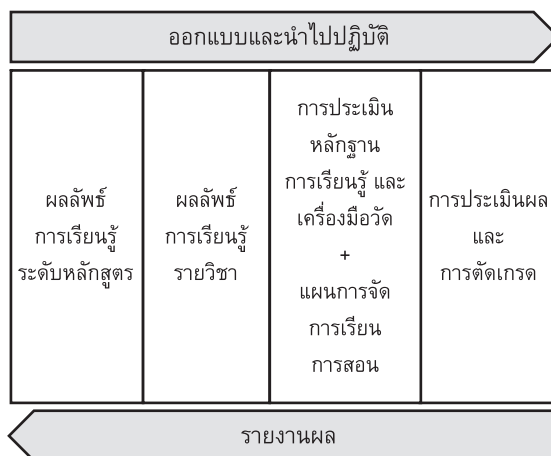 ออกแบบและนำไปปฏิบัติ
ผลลัพธ์
การเรียนรู้
ระดับหลักสูตร
ผลลัพธ์
การเรียนรู้
รายวิชา
การประเมิน
หลักฐาน
การเรียนรู้ และ
เครื่องมือวัด
+
แผนการจัด
การเรียน
การสอน
การประเมินผล
และ
การตัดเกรด
รายงานผล